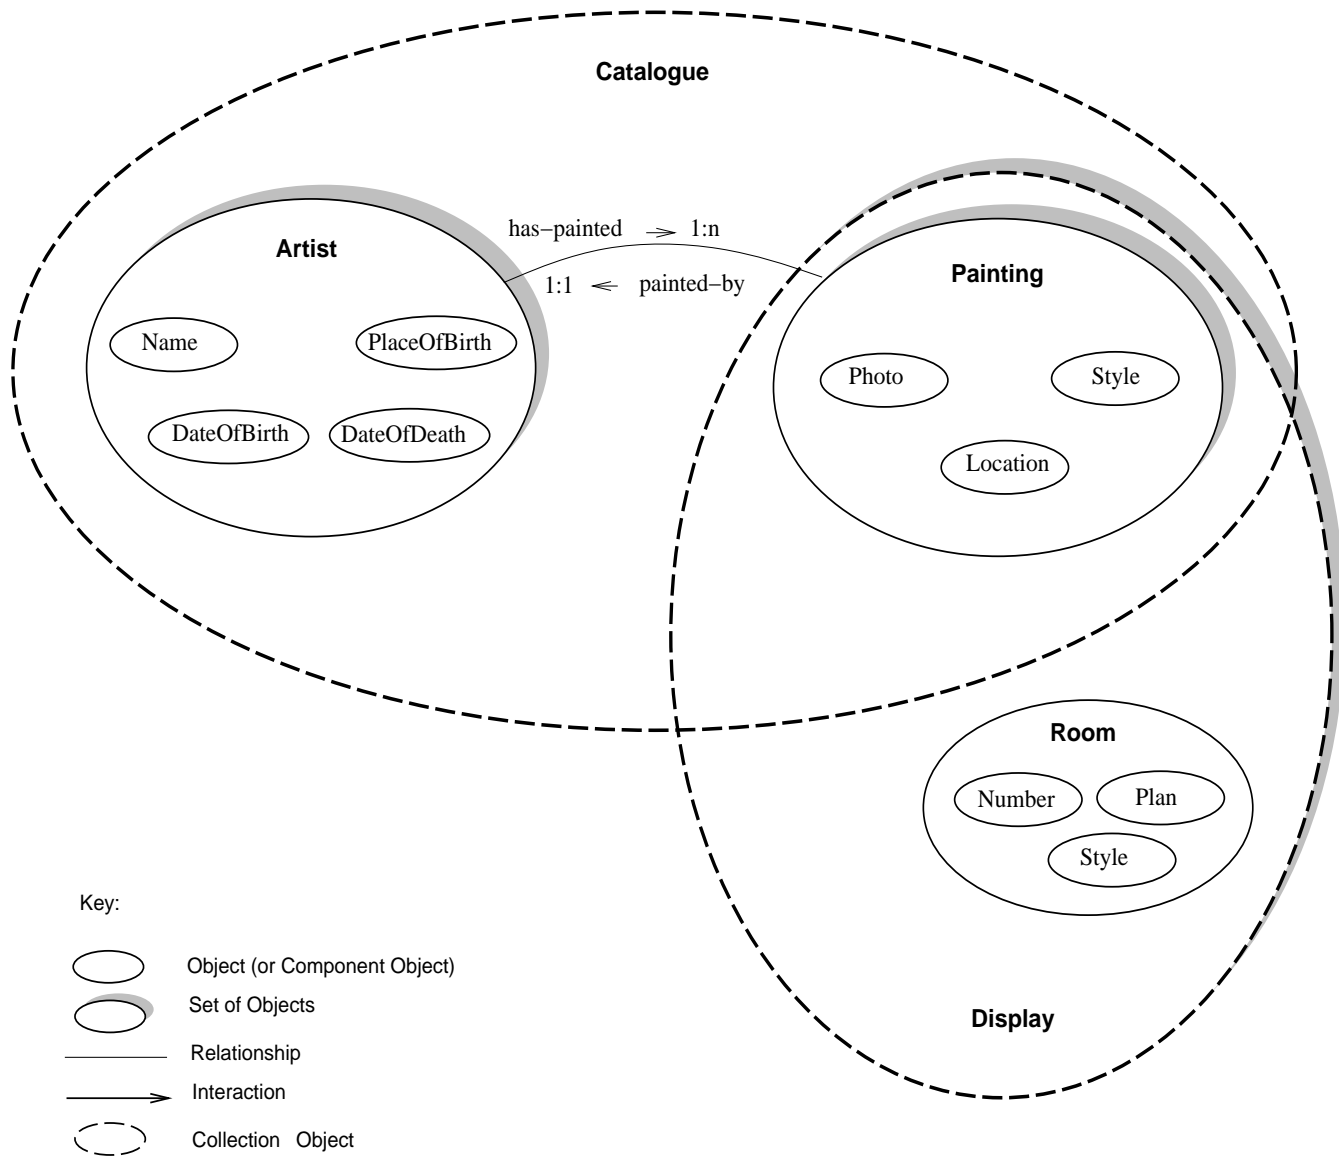 Catalogue
has–painted → 1:n
1:1 ← painted–by
Artist
Name
PlaceOfBirth
DateOfBirth
DateOfDeath
Painting
Photo
Style
Location
Room
Number
Plan
Style
Display
Key:
Object (or Component Object)
Set of Objects
Relationship
Interaction
Collection Object